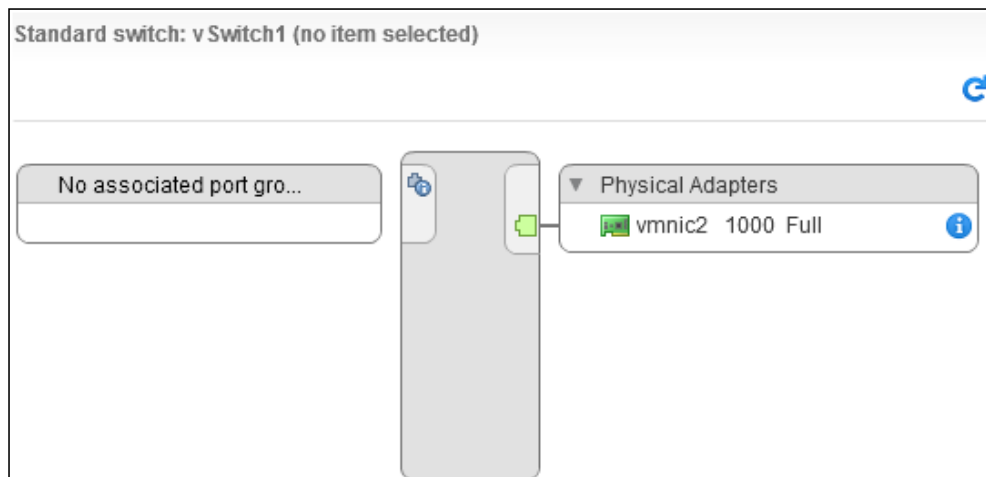 Standard switch: vSwitch1 (no item selected)
No associated port gro...
Physical Adapters
vmnic2 1000 Full